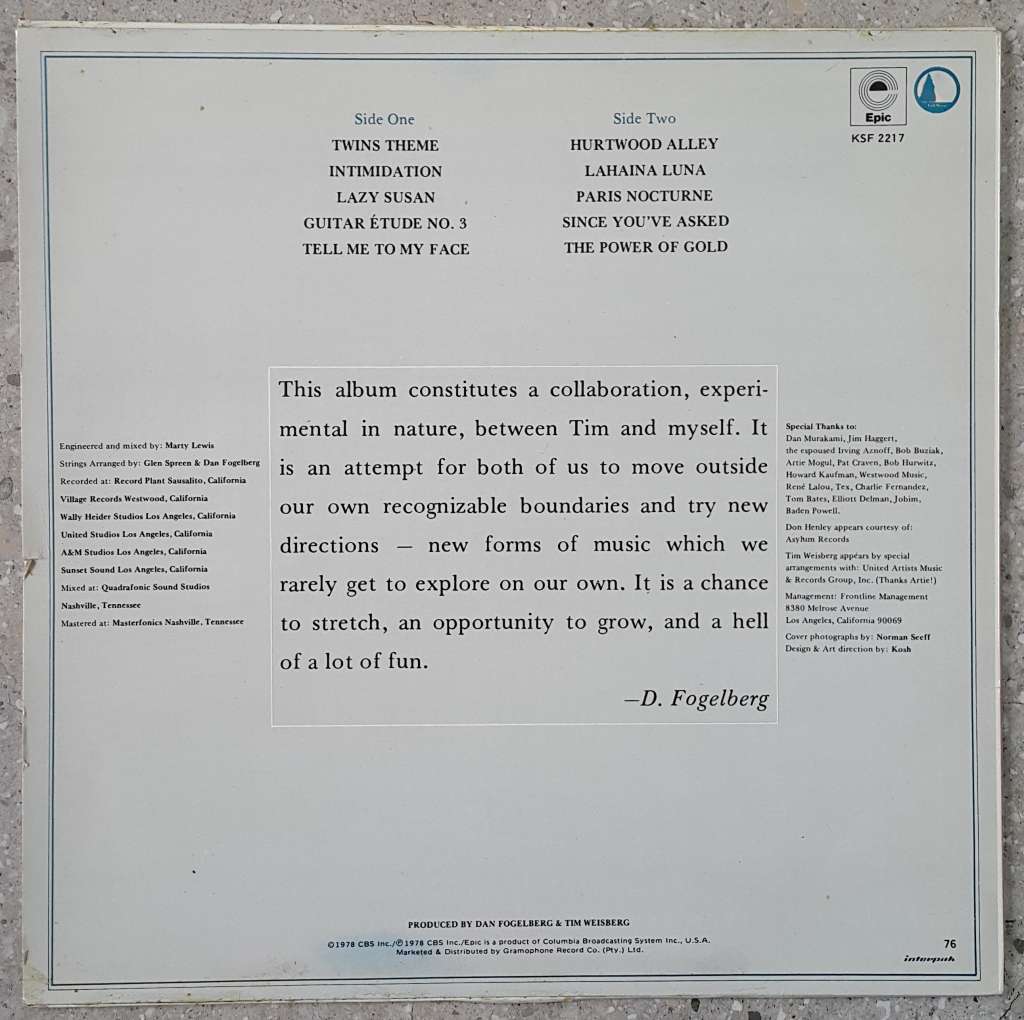 Side One
TWINS THEME
INTIMIDATION
LAZY SUSAN
GUITAR ÉTUDE NO. 3
TELL ME TO MY FACE
Side Two
HURTWOOD ALLEY
LAHAINA LUNA
PARIS NOCTURNE
SINCE YOU'VE ASKED
THE POWER OF GOLD
Epic
KSF 2217
Engineered and mixed by: Marty Lewis
Strings Arranged by: Glen Spreen & Dan Fogelberg
Recorded at: Record Plant Sausalito, California
Village Records Westwood, California
Wally Heider Studios Los Angeles, California
United Studios Los Angeles, California
A&M Studios Los Angeles, California
Sunset Sound Los Angeles, California
Mixed at: Quadrafonic Sound Studios
Nashville, Tennessee
Mastered at: Masterfonics Nashville, Tennessee
This album constitutes a collaboration, experi-
mental in nature, between Tim and myself. It
is an attempt for both of us to move outside
our own recognizable boundaries and try new
directions — new forms of music which we
rarely get to explore on our own. It is a chance
to stretch, an opportunity to grow, and a hell
of a lot of fun.
—D. Fogelberg
Special Thanks to:
Dan Murakami, Jim Haggert,
the espoused Irving Aznoff, Bob Buziak,
Artie Mogul, Pat Craven, Bob Hurwitz,
Howard Kaufman, Westwood Music,
René Lalou, Tex, Charlie Fernandez,
Tom Bates, Elliott Delman, Jobim,
Baden Powell.
Don Henley appears courtesy of:
Asylum Records
Tim Weisberg appears by special
arrangements with: United Artists Music
& Records Group, Inc. (Thanks Artie!)
Management: Frontline Management
8380 Melrose Avenue
Los Angeles, California 90069
Cover photographs by: Norman Seeff
Design & Art direction by: Kosh
PRODUCED BY DAN FOGELBERG & TIM WEISBERG
©1978 CBS Inc./℗1978 CBS Inc./Epic is a product of Columbia Broadcasting System Inc., U.S.A.
Marketed & Distributed by Gramophone Record Co. (Pty.) Ltd.
76
interpak